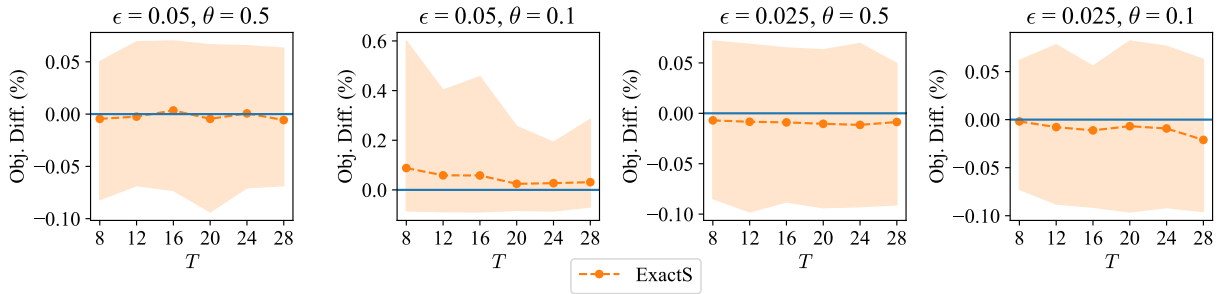 ϵ = 0.05, θ = 0.5
Obj. Diff. (%)
0.05
0.00
−0.05
−0.10
8 12 16 20 24 28
T
ϵ = 0.05, θ = 0.1
Obj. Diff. (%)
0.6
0.4
0.2
0.0
8 12 16 20 24 28
T
ϵ = 0.025, θ = 0.5
Obj. Diff. (%)
0.05
0.00
−0.05
−0.10
8 12 16 20 24 28
T
ϵ = 0.025, θ = 0.1
Obj. Diff. (%)
0.05
0.00
−0.05
−0.10
8 12 16 20 24 28
T
ExactS